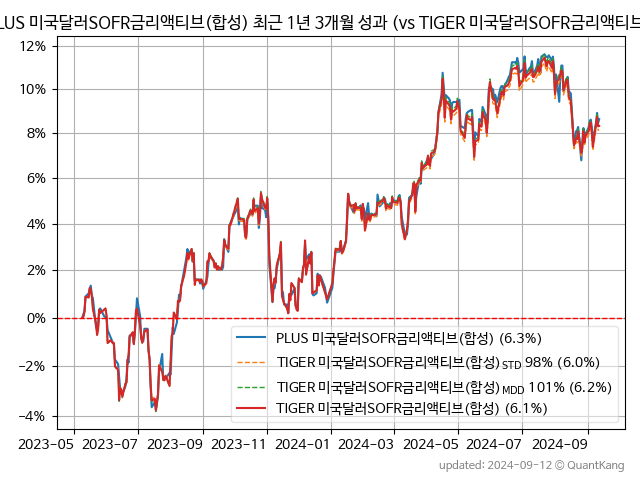 PLUS 미국달러SOFR금리액티브(합성) 최근 1년 3개월 성과 (vs TIGER 미국달러SOFR금리액티브
12%
10%
8%
6%
4%
2%
0%
−2%
−4%
PLUS 미국달러SOFR금리액티브(합성) (6.3%)
TIGER 미국달러SOFR금리액티브(합성) STD 98% (6.0%)
TIGER 미국달러SOFR금리액티브(합성) MDD 101% (6.2%)
TIGER 미국달러SOFR금리액티브(합성) (6.1%)
2023-05 2023-07 2023-09 2023-11 2024-01 2024-03 2024-05 2024-07 2024-09
updated: 2024-09-12 © QuantKang